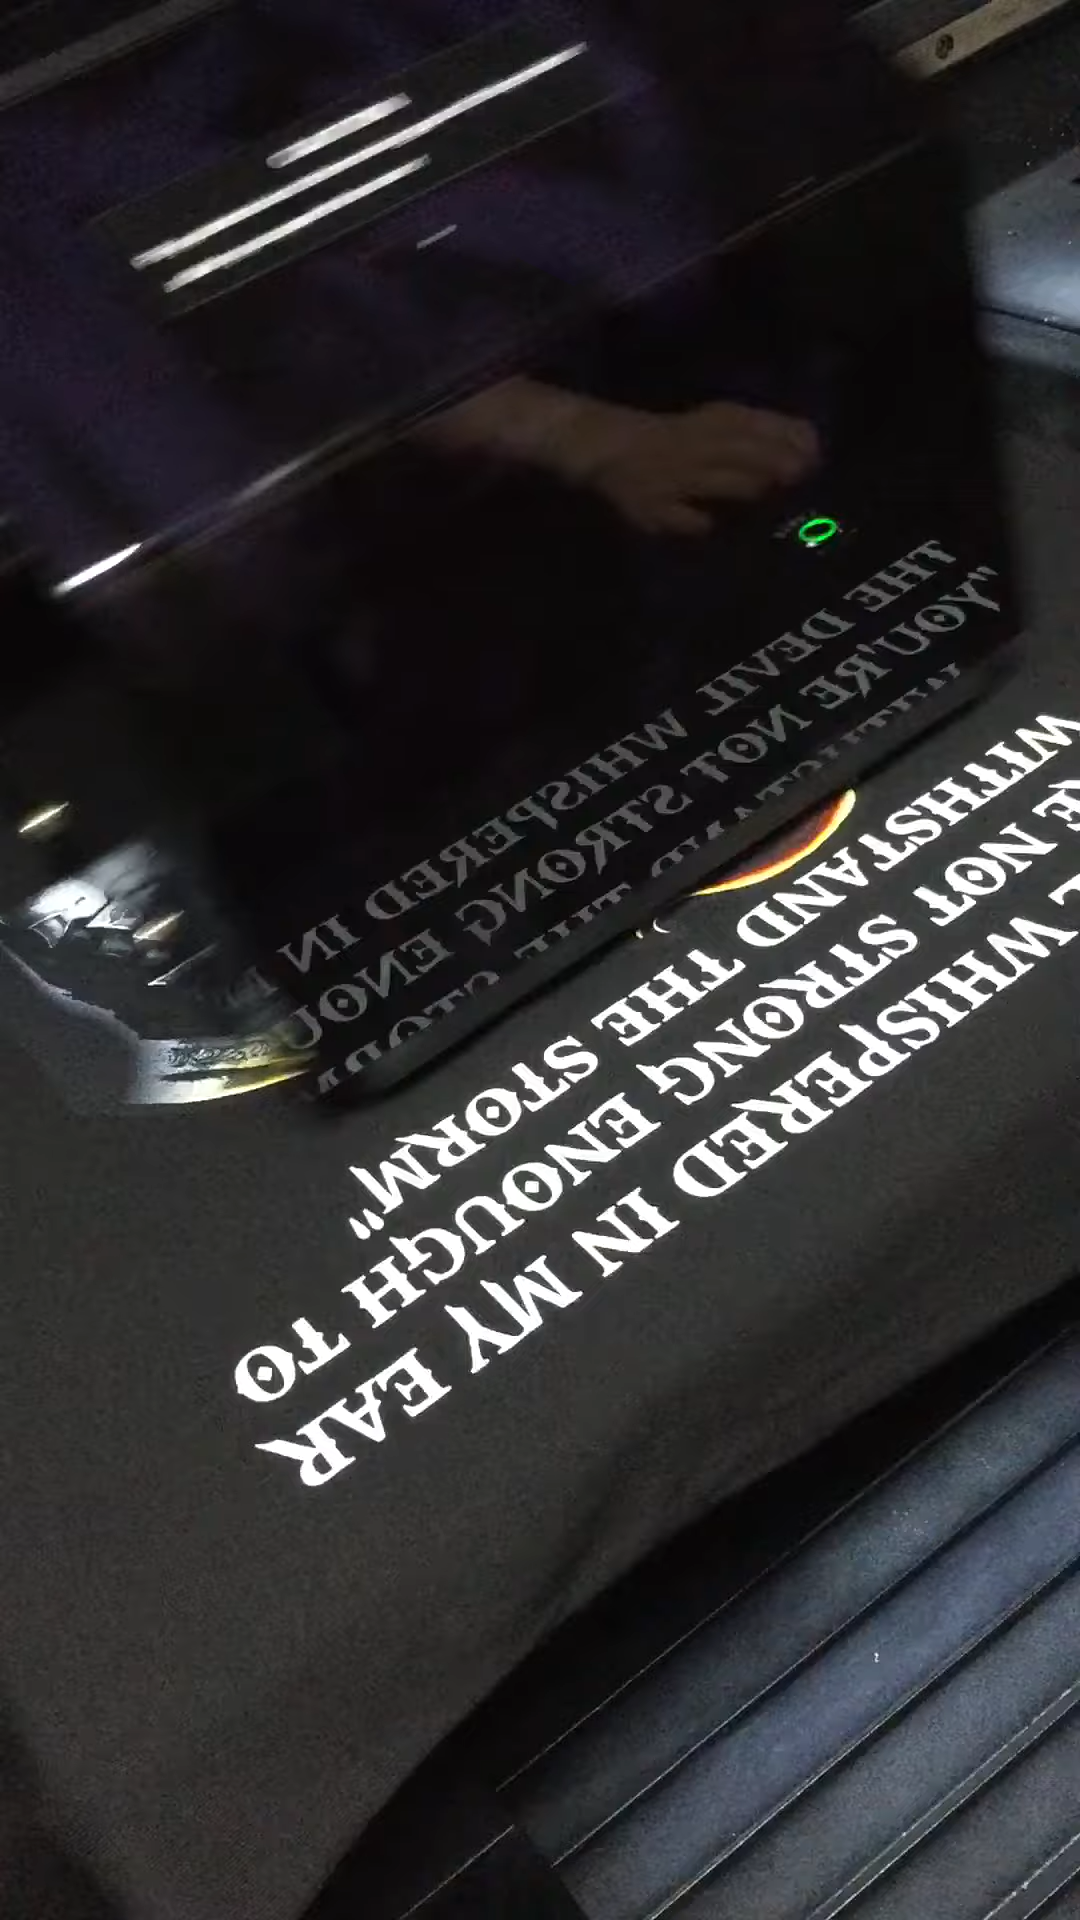 WHISPERED IN MY EAR
RE NOT STRONG ENOUGH TO
WITHSTAND THE STORM"
THE DEVIL WHISPERED IN
"YOU'RE NOT STRONG ENOU